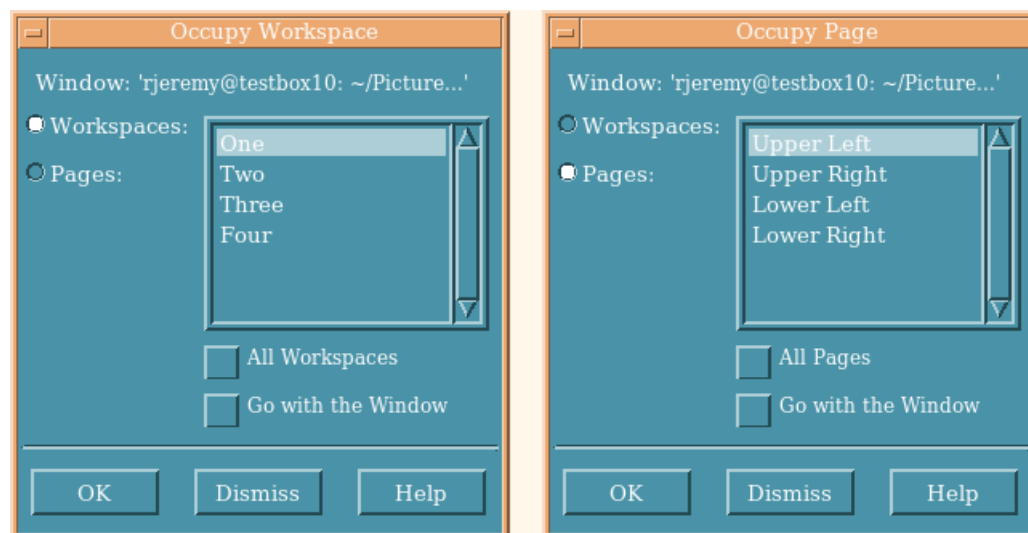 Occupy Workspace
Window: 'rjeremy@testbox10: ~/Picture...'
Workspaces:
Pages:
One
Two
Three
Four
All Workspaces
Go with the Window
OK Dismiss Help
Occupy Page
Window: 'rjeremy@testbox10: ~/Picture...'
Workspaces:
Pages:
Upper Left
Upper Right
Lower Left
Lower Right
All Pages
Go with the Window
OK Dismiss Help